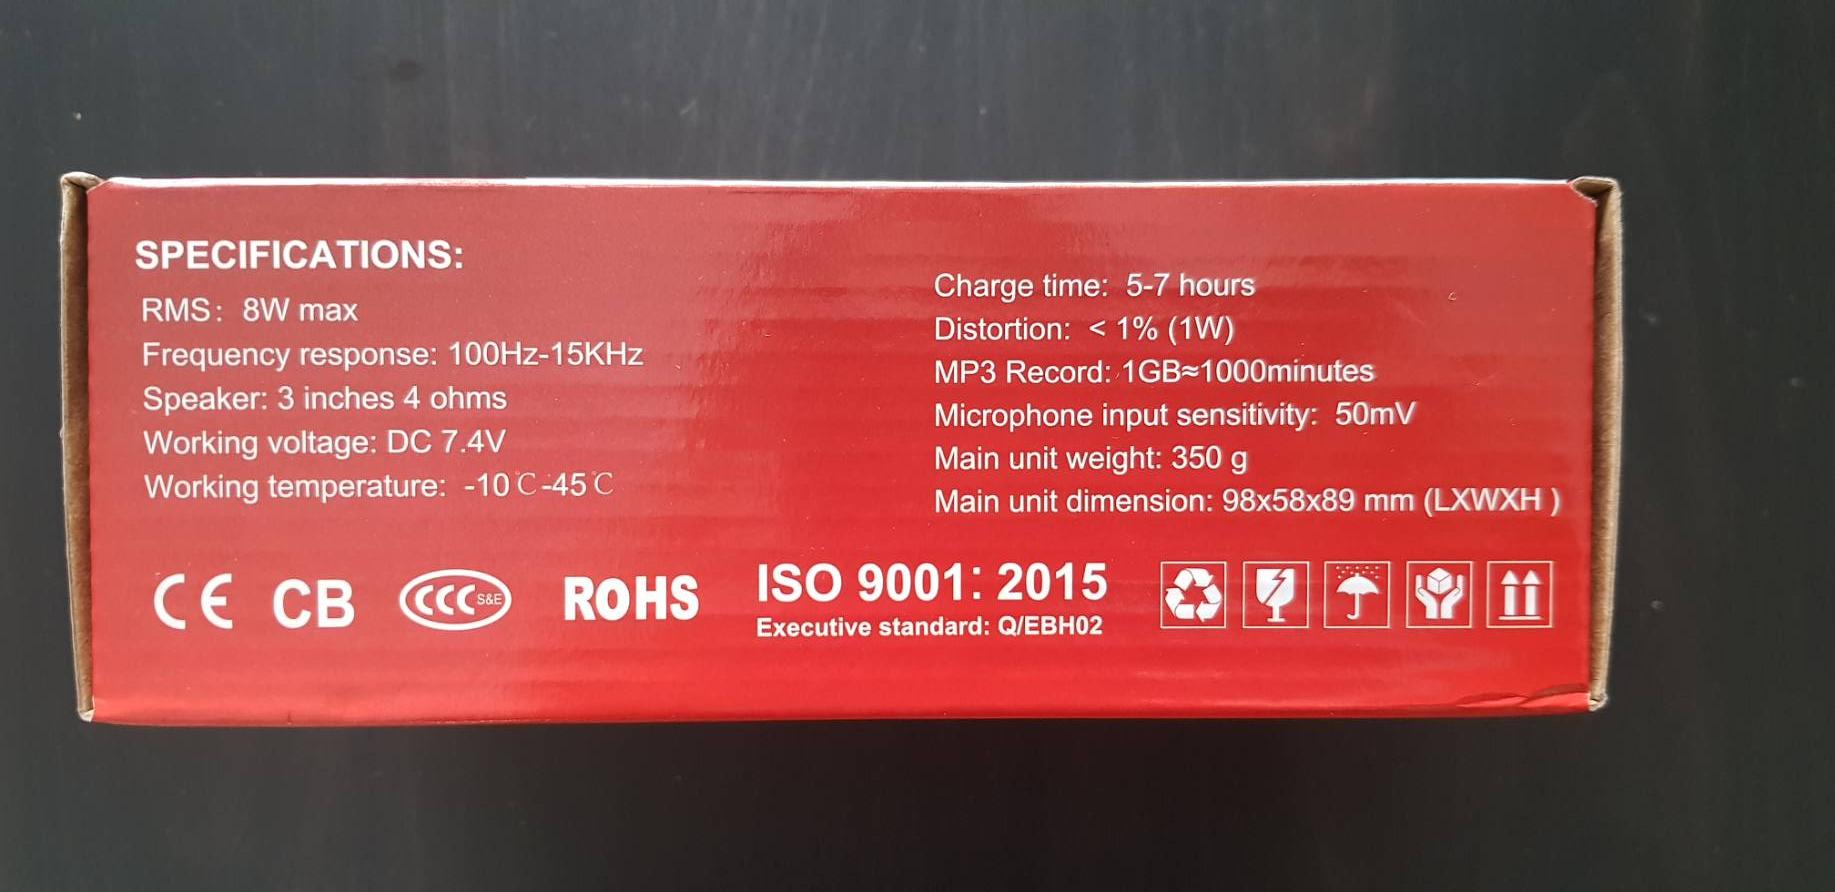 SPECIFICATIONS:
RMS: 8W max
Frequency response: 100Hz-15KHz
Speaker: 3 inches 4 ohms
Working voltage: DC 7.4V
Working temperature: -10℃-45℃
Charge time: 5-7 hours
Distortion: < 1% (1W)
MP3 Record: 1GB≈1000minutes
Microphone input sensitivity: 50mV
Main unit weight: 350 g
Main unit dimension: 98x58x89 mm (LXWXH )
CE CB CCC S&E ROHS ISO 9001: 2015
Executive standard: Q/EBH02